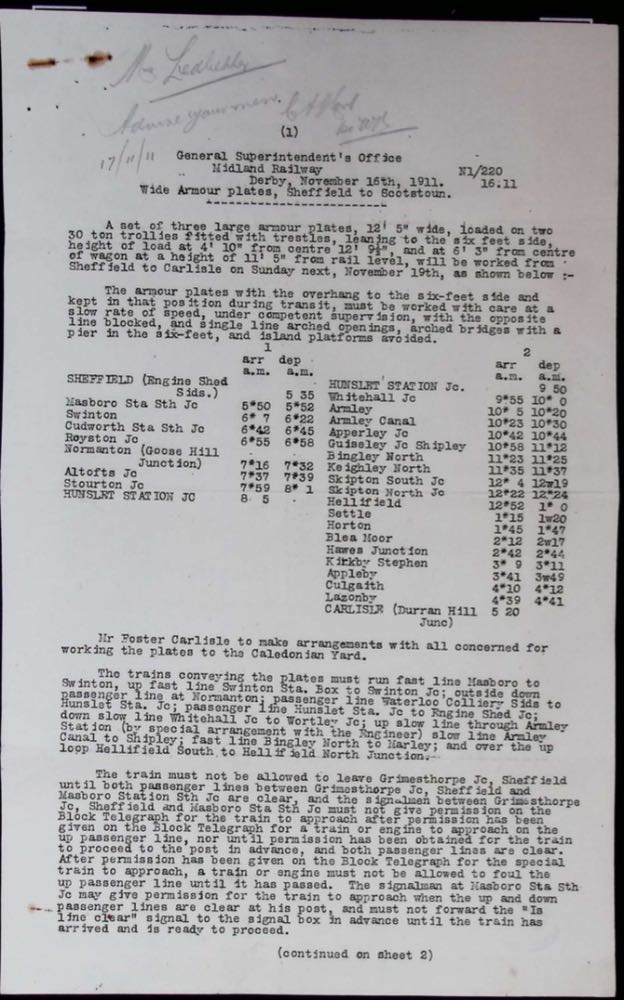 Mr Ledbetter
Advise your men.
17/11/11
(1)
General Superintendent's Office
Midland Railway N1/220
Derby, November 16th, 1911. 16.11
Wide Armour plates, Sheffield to Scotstoun.
A set of three large armour plates, 12' 5" wide, loaded on two
30 ton trollies fitted with trestles, leaning to the six feet side,
height of load at 4' 10" from centre 12' 9½", and at 6' 3" from centre
of wagon at a height of 11' 5" from rail level, will be worked from
Sheffield to Carlisle on Sunday next, November 19th, as shown below :-
The armour plates with the overhang to the six-feet side and
kept in that position during transit, must be worked with care at a
slow rate of speed, under competent supervision, with the opposite
line blocked, and single line arched openings, arched bridges with a
pier in the six-feet, and island platforms avoided.
1
arr dep
a.m. a.m.
SHEFFIELD (Engine Shed
Sids.) 5 35
Masboro Sta Sth Jc 5*50 5*52
Swinton 6* 7 6*22
Cudworth Sta Sth Jc 6*42 6*45
Royston Jc 6*55 6*58
Normanton (Goose Hill
Junction) 7*16 7*32
Altofts Jc 7*37 7*39
Stourton Jc 7*59 8* 1
HUNSLET STATION JC 8 5
2
arr dep
a.m. a.m.
HUNSLET STATION Jc. 9 50
Whitehall Jc 9*55 10* 0
Armley 10* 5 10*20
Armley Canal 10*23 10*30
Apperley Jc 10*42 10*44
Guiseley Jc Shipley 10*58 11*12
Bingley North 11*23 11*25
Keighley North 11*35 11*37
Skipton South Jc 12* 4 12w19
Skipton North Jc 12*22 12*24
Hellifield 12*52 1* 0
Settle 1*15 1w20
Horton 1*45 1*47
Blea Moor 2*12 2w17
Hawes Junction 2*42 2*44
Kirkby Stephen 3* 9 3*11
Appleby 3*41 3w49
Culgaith 4*10 4*12
Lazonby 4*39 4*41
CARLISLE (Durran Hill 5 20
Junc)
Mr Foster Carlisle to make arrangements with all concerned for
working the plates to the Caledonian Yard.
The trains conveying the plates must run fast line Masboro to
Swinton, up fast line Swinton Sta. Box to Swinton Jc; outside down
passenger line at Normanton; passenger line Waterloo Colliery Sids to
Hunslet Sta. Jc; passenger line Hunslet Sta. Jc to Engine Shed Jc;
down slow line Whitehall Jc to Wortley Jc; up slow line through Armley
Station (by special arrangement with the Engineer) slow line Armley
Canal to Shipley; fast line Bingley North to Marley; and over the up
loop Hellifield South to Hellifield North Junction.
The train must not be allowed to leave Grimesthorpe Jc, Sheffield
until both passenger lines between Grimesthorpe Jc, Sheffield and
Masboro Station Sth Jc are clear, and the signalmen between Grimesthorpe
Jc, Sheffield and Masboro Sta Sth Jc must not give permission on the
Block Telegraph for the train to approach after permission has been
given on the Block Telegraph for a train or engine to approach on the
up passenger line, nor until permission has been obtained for the train
to proceed to the post in advance, and both passenger lines are clear.
After permission has been given on the Block Telegraph for the special
train to approach, a train or engine must not be allowed to foul the
up passenger line until it has passed. The signalman at Masboro Sta Sth
Jc may give permission for the train to approach when the up and down
passenger lines are clear at his post, and must not forward the "Is
line clear" signal to the signal box in advance until the train has
arrived and is ready to proceed.
(continued on sheet 2)